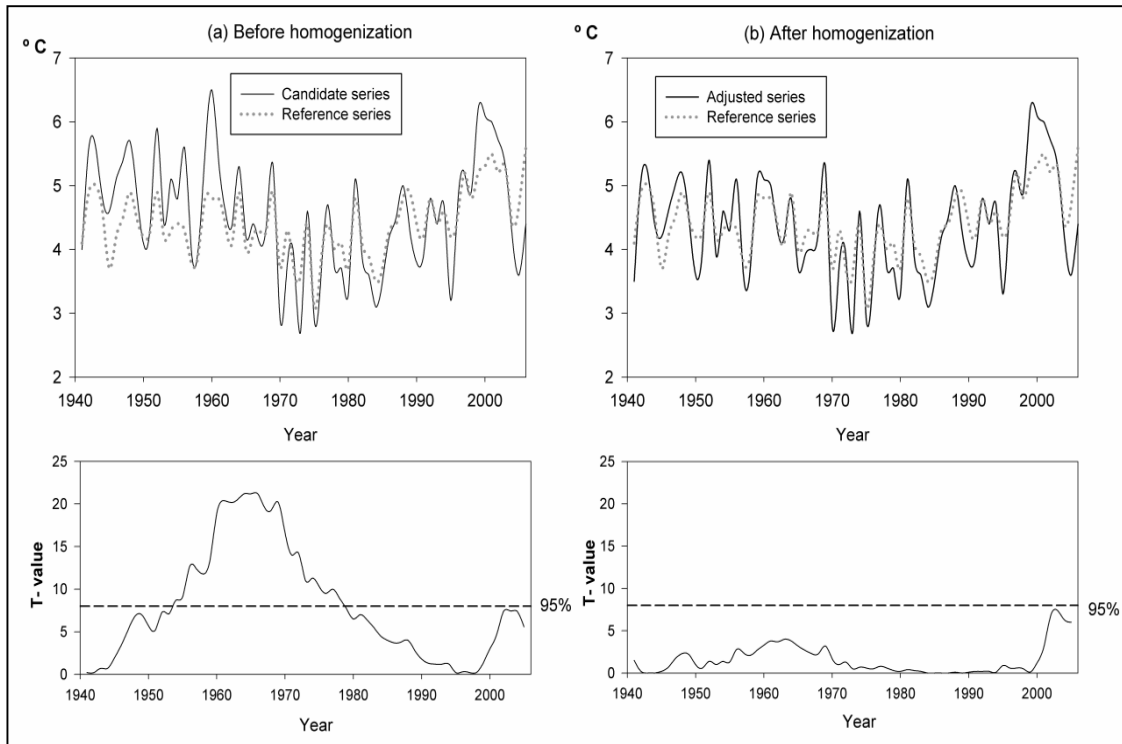 (a) Before homogenization
º C
7
6
5
4
3
2
Candidate series
Reference series
1940 1950 1960 1970 1980 1990 2000
Year
(b) After homogenization
º C
7
6
5
4
3
2
Adjusted series
Reference series
1940 1950 1960 1970 1980 1990 2000
Year
T- value
25
20
15
10
5
0
95%
1940 1950 1960 1970 1980 1990 2000
Year
T- value
25
20
15
10
5
0
95%
1940 1950 1960 1970 1980 1990 2000
Year